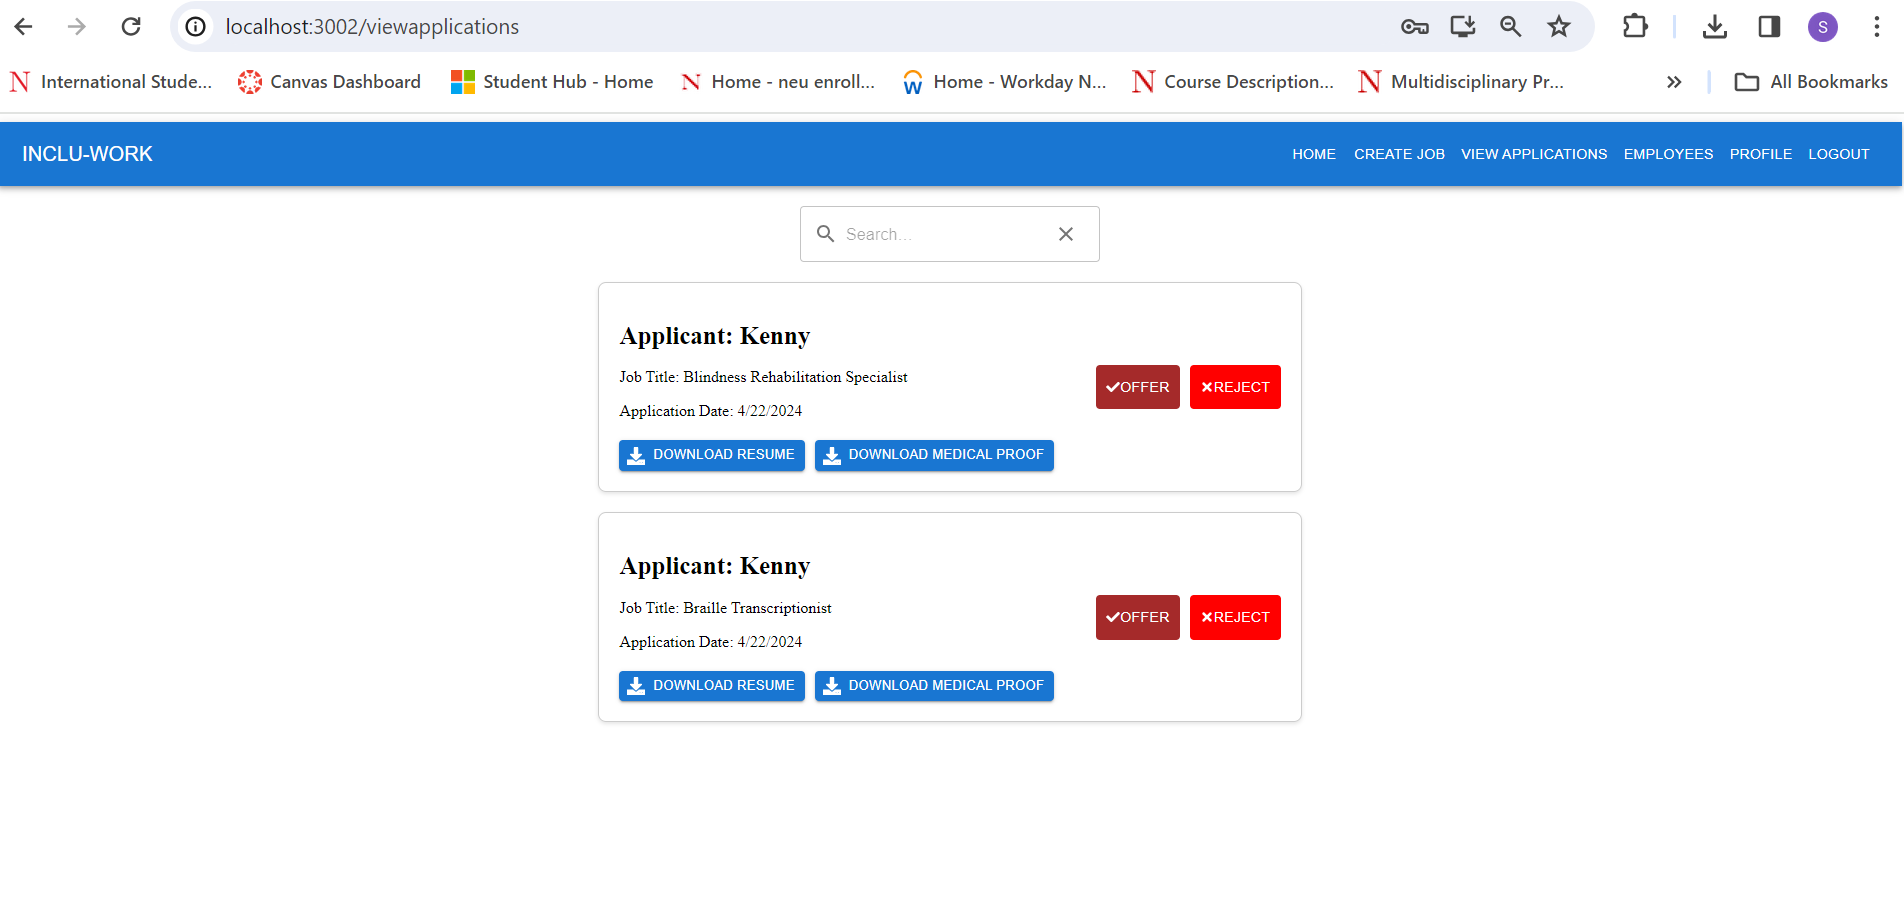 localhost:3002/viewapplications
S
International Stude...
Canvas Dashboard
Student Hub - Home
Home - neu enroll...
Home - Workday N...
Course Description...
Multidisciplinary Pr...
All Bookmarks
INCLU-WORK
HOME
CREATE JOB
VIEW APPLICATIONS
EMPLOYEES
PROFILE
LOGOUT
Search...
Applicant: Kenny
Job Title: Blindness Rehabilitation Specialist
Application Date: 4/22/2024
OFFER
REJECT
DOWNLOAD RESUME
DOWNLOAD MEDICAL PROOF
Applicant: Kenny
Job Title: Braille Transcriptionist
Application Date: 4/22/2024
OFFER
REJECT
DOWNLOAD RESUME
DOWNLOAD MEDICAL PROOF